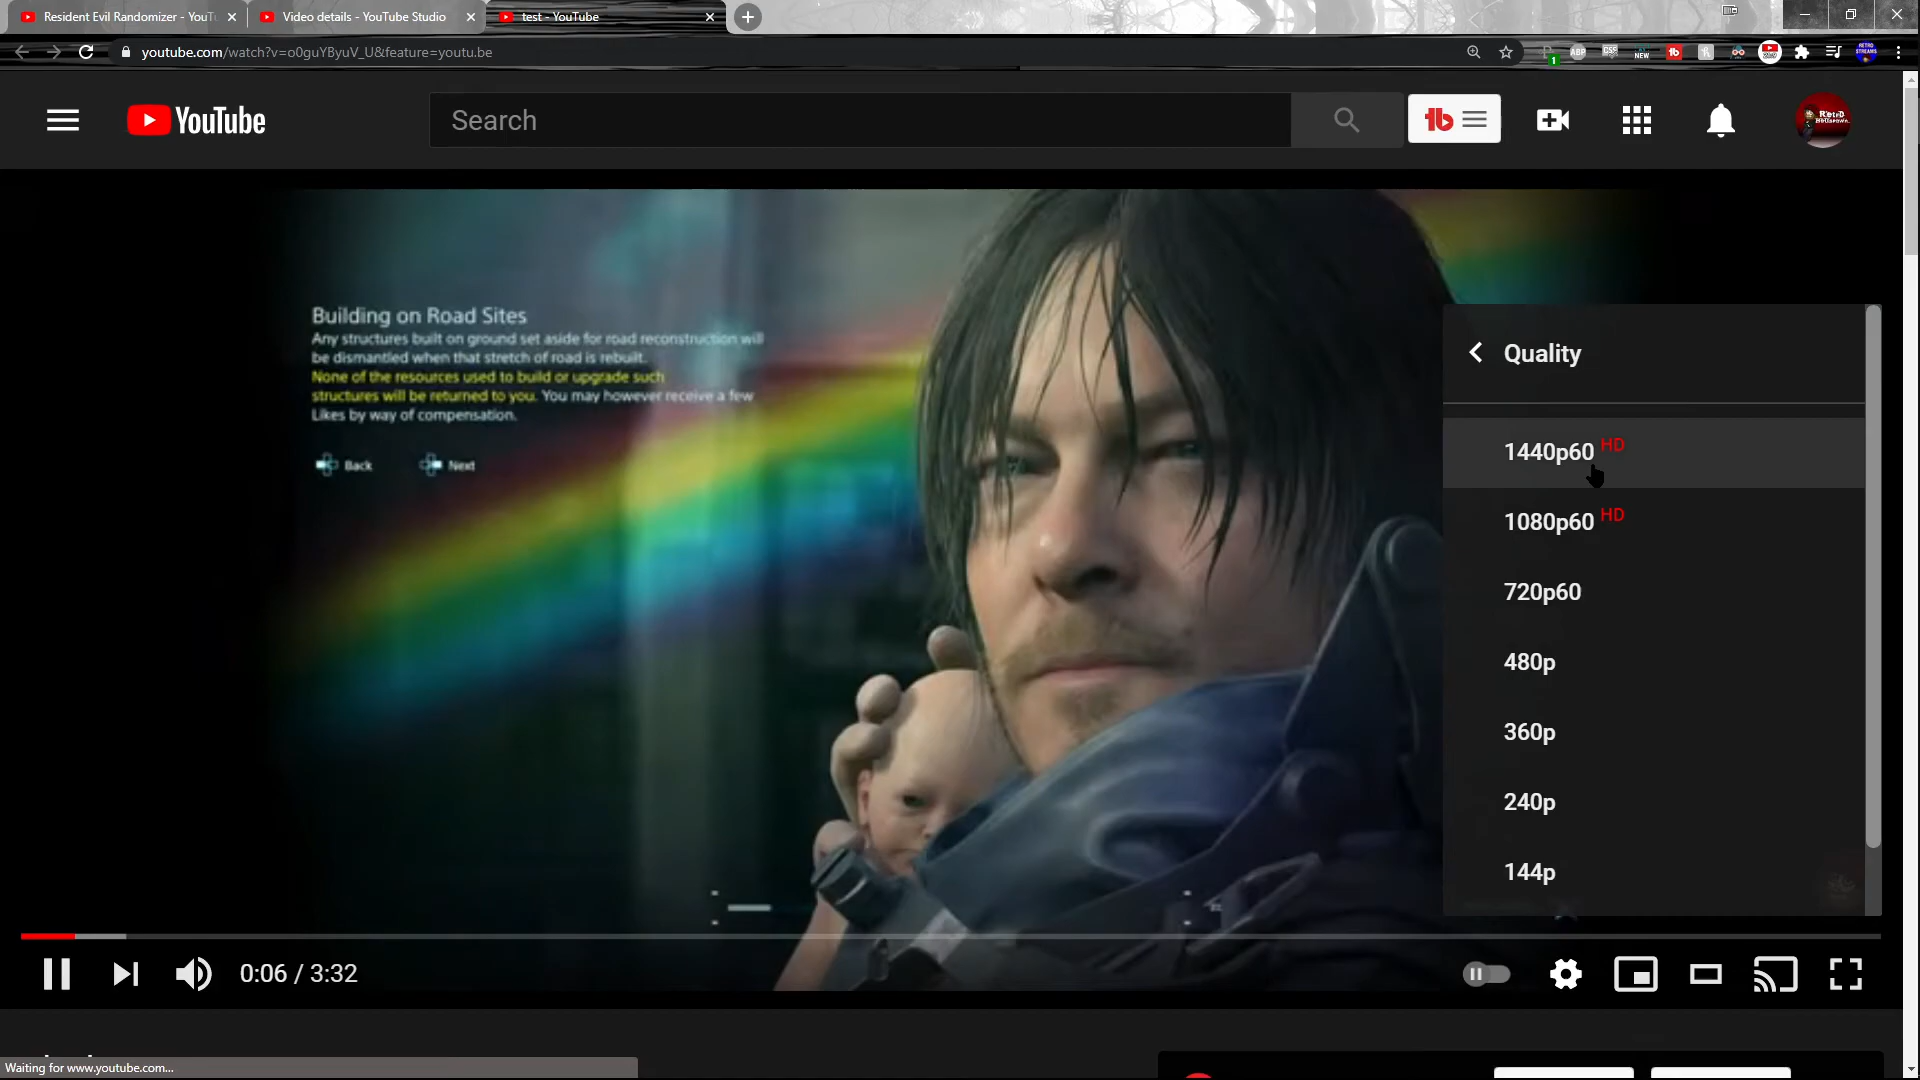 Resident Evil Randomizer - YouTu
Video details - YouTube Studio
test - YouTube
youtube.com/watch?v=o0guYByuV_U&feature=youtu.be
1
ABP
NEW
YouTube
Search
Building on Road Sites
Any structures built on ground set aside for road reconstruction will
be dismantled when that stretch of road is rebuilt.
None of the resources used to build or upgrade such
structures will be returned to you. You may however receive a few
Likes by way of compensation.
Back
Next
Quality
1440p60 HD
1080p60 HD
720p60
480p
360p
240p
144p
0:06 / 3:32
Waiting for www.youtube.com...